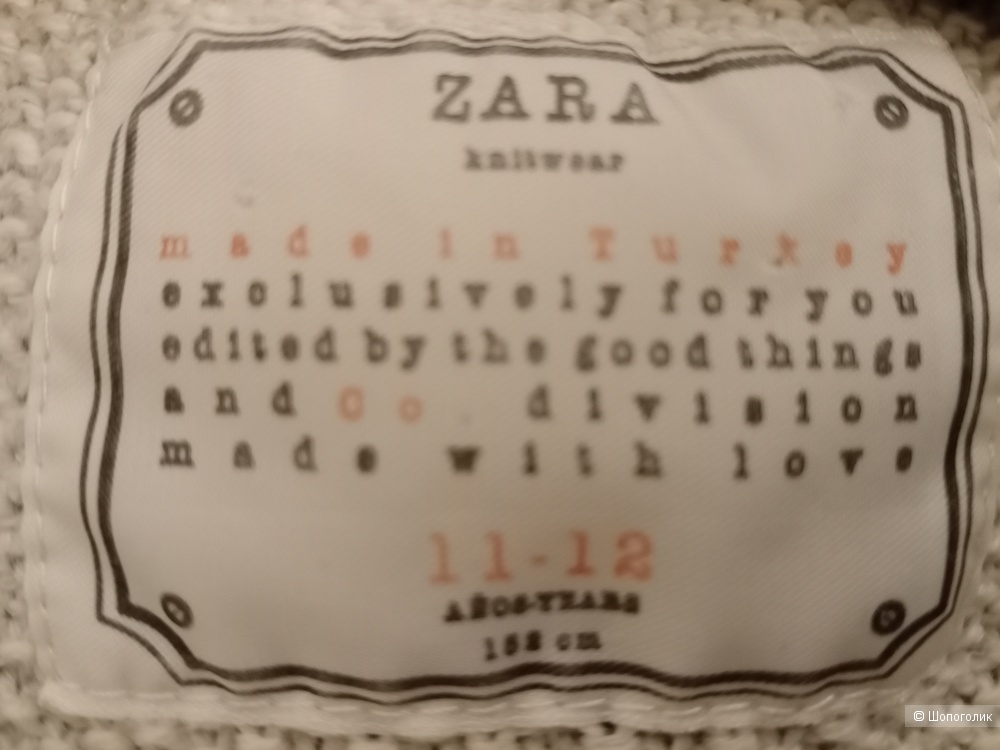 ZARA
knitwear
made in Turkey
exclusively for you
edited by the good things
and Co. division
made with love
11-12
AÑOS-YEARS
152 cm
© Шопоголик